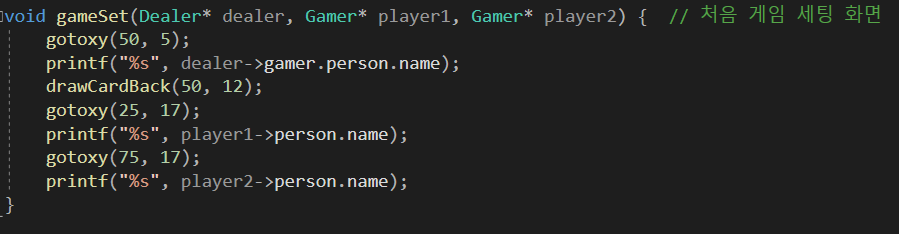 void gameSet(Dealer* dealer, Gamer* player1, Gamer* player2) {  // 처음 게임 세팅 화면
    gotoxy(50, 5);
    printf("%s", dealer->gamer.person.name);
    drawCardBack(50, 12);
    gotoxy(25, 17);
    printf("%s", player1->person.name);
    gotoxy(75, 17);
    printf("%s", player2->person.name);
}